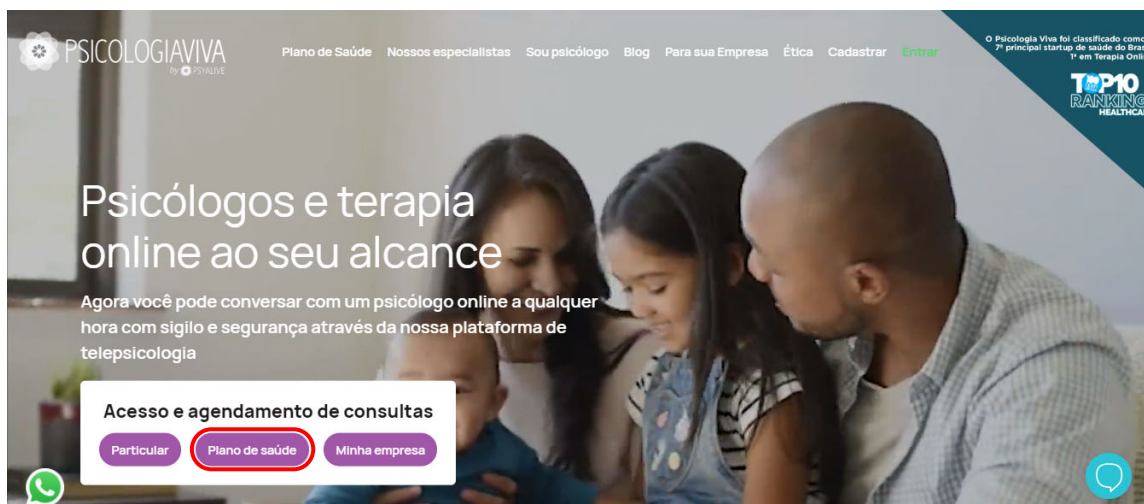 PSICOLOGIAVIVA
by PSYALIVE
Plano de Saúde Nossos especialistas Sou psicólogo Blog Para sua Empresa Ética Cadastrar Entrar
O Psicologia Viva foi classificado como
7ª principal startup de saúde do Bras
1ª em Terapia Onli
TOP10
RANKING
HEALTHCA
Psicólogos e terapia
online ao seu alcance
Agora você pode conversar com um psicólogo online a qualquer
hora com sigilo e segurança através da nossa plataforma de
telepsicologia
Acesso e agendamento de consultas
Particular Plano de saúde Minha empresa